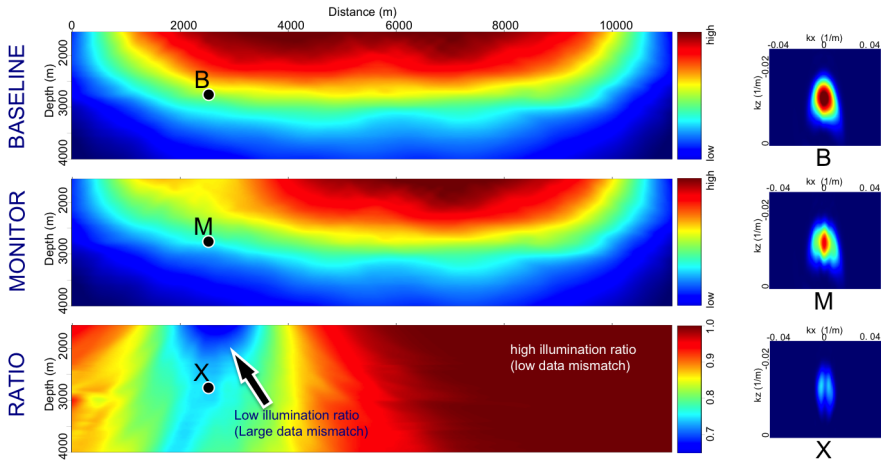 Distance (m)
0 2000 4000 6000 8000 10000
BASELINE
Depth (m)
2000
3000
4000
B
high
low
kx (1/m)
-0.04 0 0.04
kz (1/m)
-0.02
0
B
MONITOR
Depth (m)
2000
3000
4000
M
high
low
kx (1/m)
-0.04 0 0.04
kz (1/m)
-0.02
0
M
RATIO
Depth (m)
2000
3000
4000
X
Low illumination ratio
(Large data mismatch)
high illumination ratio
(low data mismatch)
1.0
0.9
0.8
0.7
kx (1/m)
-0.04 0 0.04
kz (1/m)
-0.02
0
X